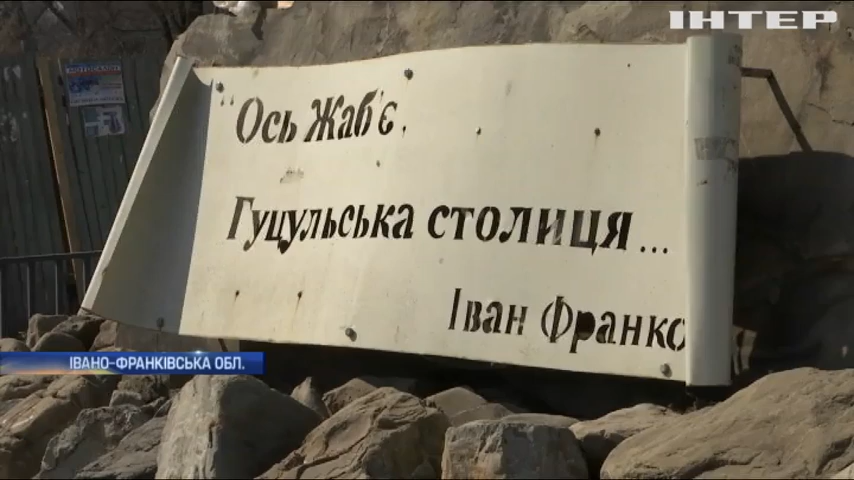 ІНТЕР
"Ось Жаб'є,
Гуцульська столиця...
Іван Франко
ІВАНО-ФРАНКІВСЬКА ОБЛ.